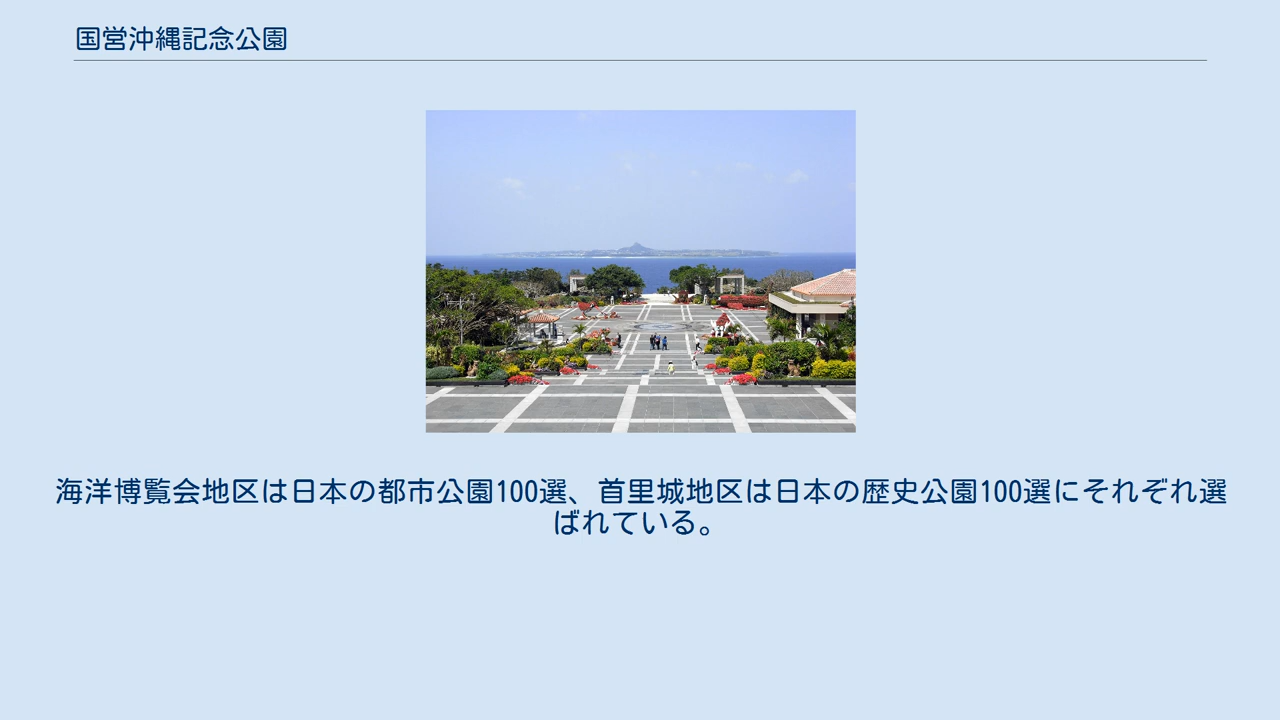 国営沖縄記念公園
海洋博覧会地区は日本の都市公園100選、首里城地区は日本の歴史公園100選にそれぞれ選
ばれている。